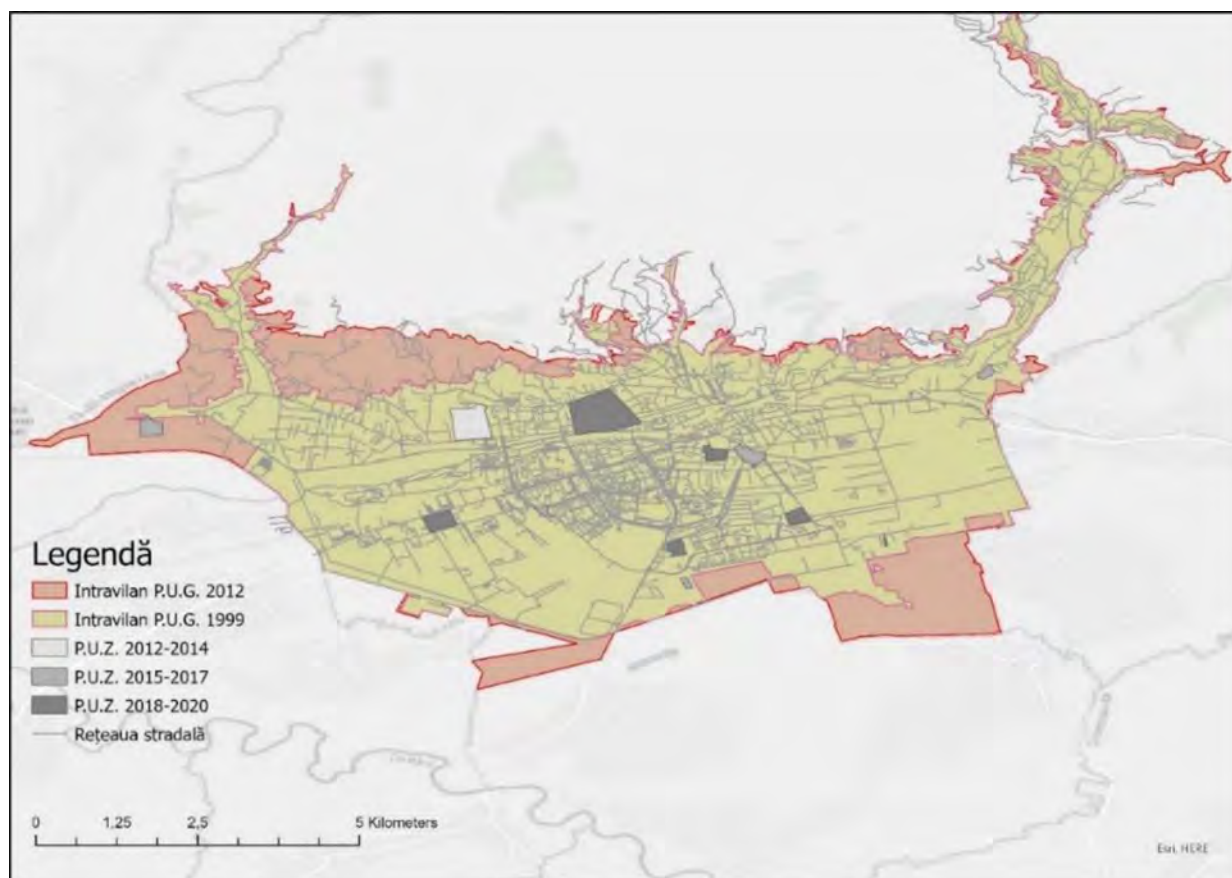 Legendă
Intravilan P.U.G. 2012
Intravilan P.U.G. 1999
P.U.Z. 2012-2014
P.U.Z. 2015-2017
P.U.Z. 2018-2020
Rețeaua stradală
0 1,25 2,5 5 Kilometers
Esri, HERE